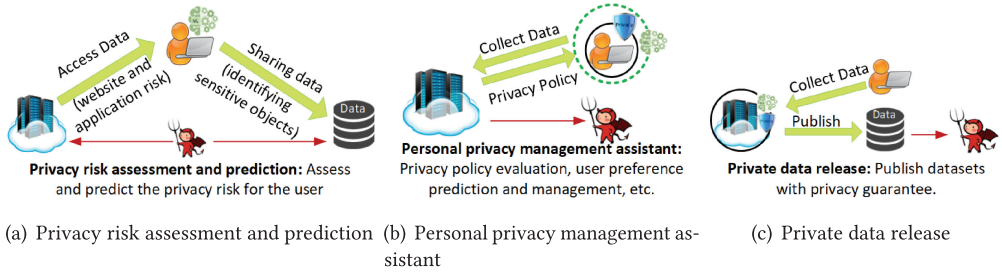 Access Data
(website and
application risk)
Sharing data
(identifying
sensitive objects)
Data
Privacy risk assessment and prediction: Assess
and predict the privacy risk for the user
(a) Privacy risk assessment and prediction
Collect Data
Privacy Policy
Private
Personal privacy management assistant:
Privacy policy evaluation, user preference
prediction and management, etc.
(b) Personal privacy management as-
sistant
Collect Data
Publish
Data
Private data release: Publish datasets
with privacy guarantee.
(c) Private data release